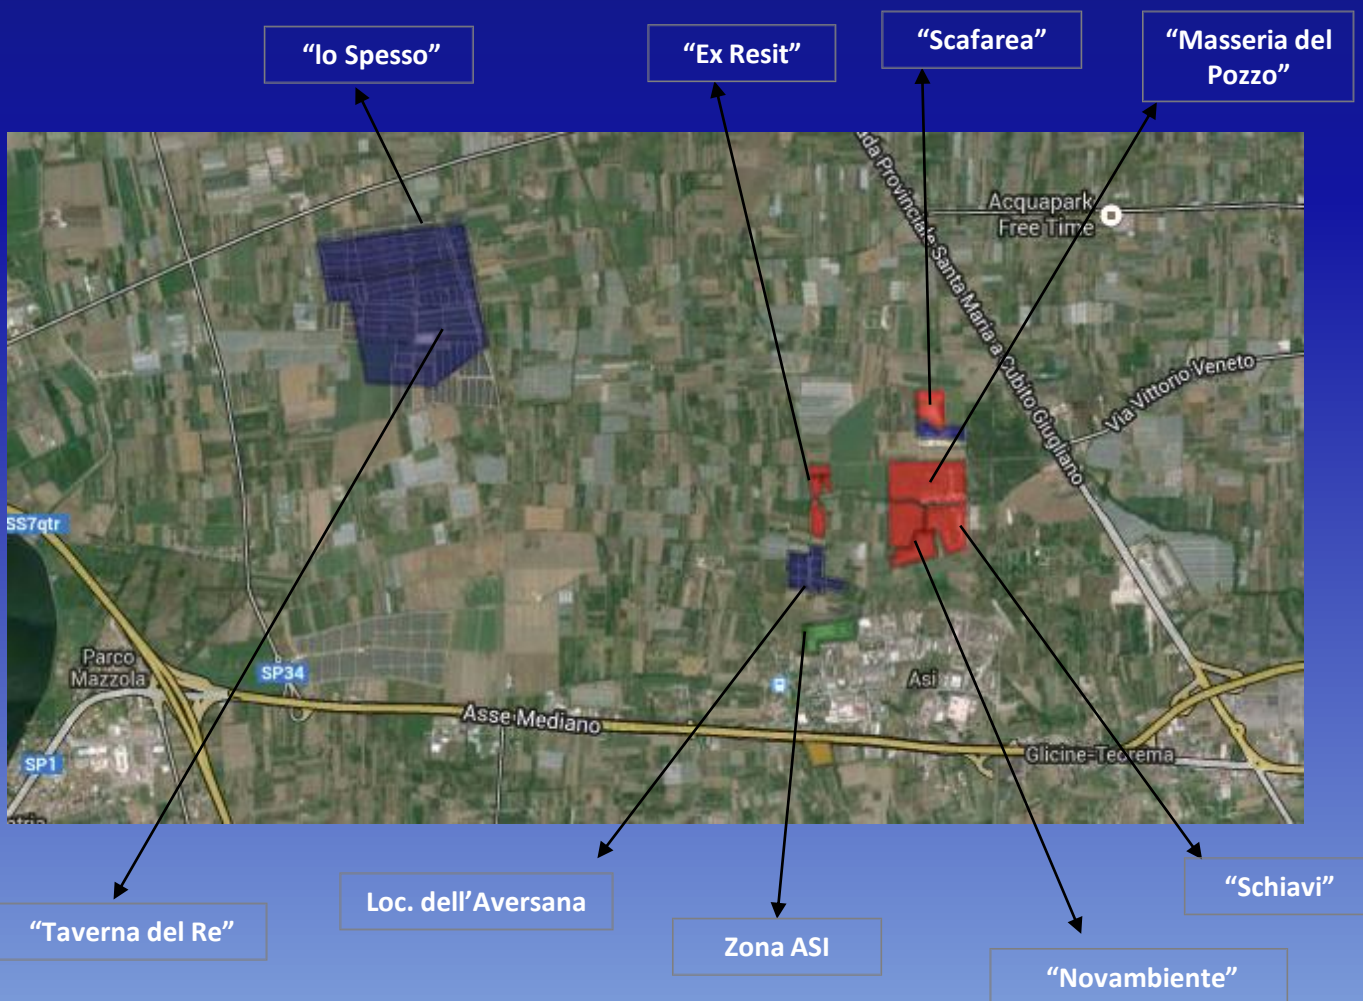 “lo Spesso”
“Ex Resit”
“Scafarea”
“Masseria del
Pozzo”
da Provinciale Santa Maria a Cubito Giugliano
Acquapark
Free Time
Via Vittorio Veneto
SS7qtr
Parco
Mazzola
SP34
Asse Mediano
Asi
SP1
Glicine-Teorema
“Taverna del Re”
Loc. dell’Aversana
Zona ASI
“Schiavi”
“Novambiente”